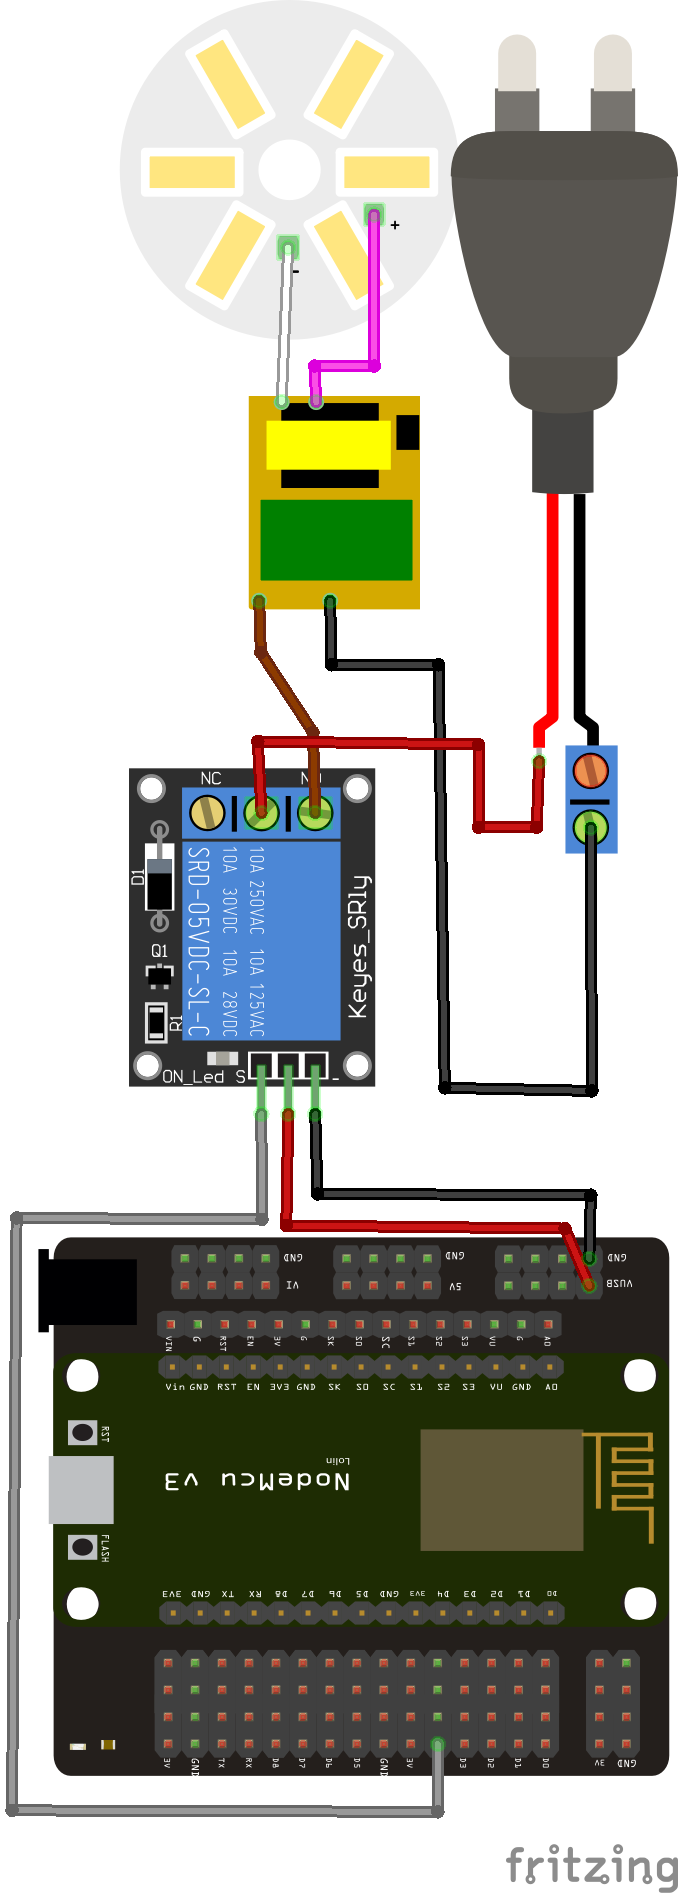 +
-
NC
NO
SRD-05VDC-SL-C
10A 30VDC 10A 28VDC
10A 250VAC 10A 125VAC
Keyes_SRly
D1
Q1
R1
ON_Led S
-
GND
GND
GND
VI
5V
VUSB
VIN G RST EN 3V G SK SO SC S1 S2 S3 VU G AO
Vin GND RST EN 3V3 GND SK SO SC S1 S2 S3 VU GND AO
RST
Lolin
NodeMcu v3
FLASH
3V3 GND TX RX D8 D7 D6 D5 GND 3V3 D4 D3 D2 D1 D0
3V GND TX RX D8 D7 D6 D5 GND 3V D3 D2 D1 D0
3V GND
fritzing